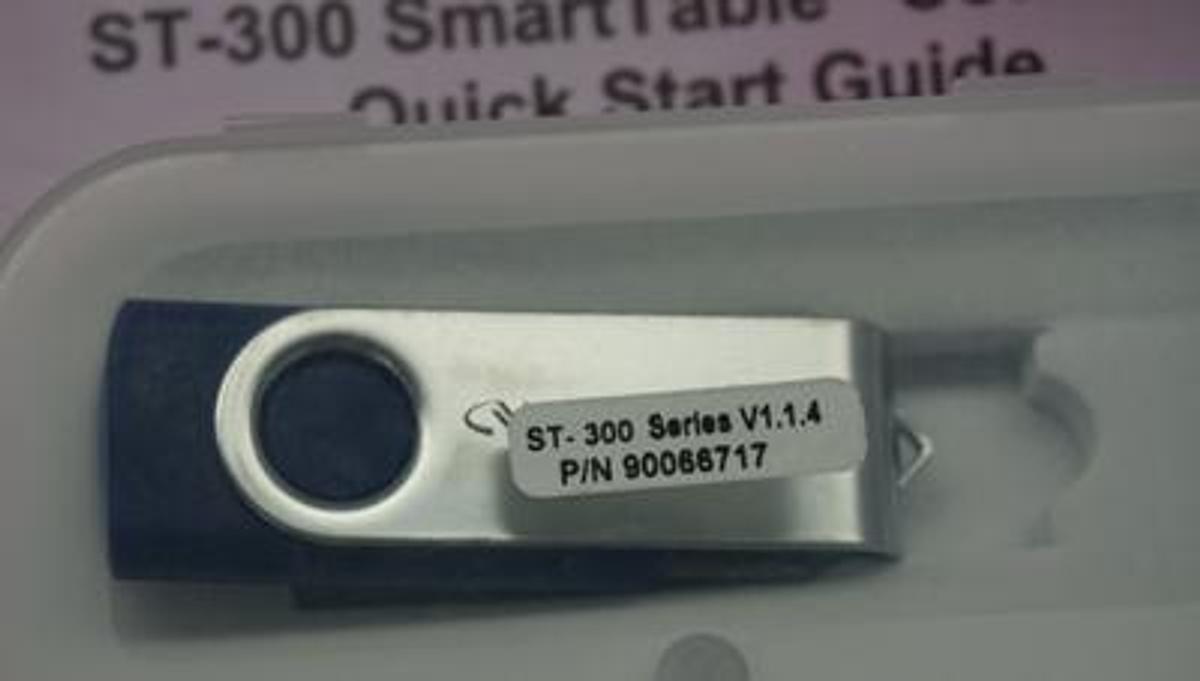 ST-300 SmartTable
Quick Start Guide
ST- 300 Series V1.1.4
P/N 90066717